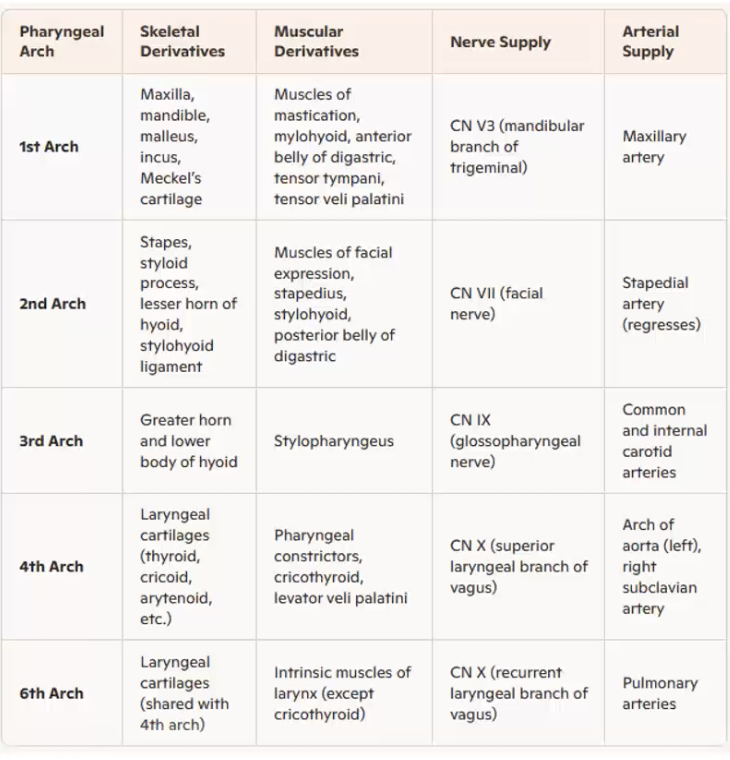 Pharyngeal Arch
Skeletal Derivatives
Muscular Derivatives
Nerve Supply
Arterial Supply
1st Arch
Maxilla,
mandible,
malleus,
incus,
Meckel's
cartilage
Muscles of
mastication,
mylohyoid, anterior
belly of digastric,
tensor tympani,
tensor veli palatini
CN V3 (mandibular
branch of
trigeminal)
Maxillary
artery
2nd Arch
Stapes,
styloid
process,
lesser horn of
hyoid,
stylohyoid
ligament
Muscles of facial
expression,
stapedius,
stylohyoid,
posterior belly of
digastric
CN VII (facial
nerve)
Stapedial
artery
(regresses)
3rd Arch
Greater horn
and lower
body of hyoid
Stylopharyngeus
CN IX
(glossopharyngeal
nerve)
Common
and internal
carotid
arteries
4th Arch
Laryngeal
cartilages
(thyroid,
cricoid,
arytenoid,
etc.)
Pharyngeal
constrictors,
cricothyroid,
levator veli palatini
CN X (superior
laryngeal branch of
vagus)
Arch of
aorta (left),
right
subclavian
artery
6th Arch
Laryngeal
cartilages
(shared with
4th arch)
Intrinsic muscles of
larynx (except
cricothyroid)
CN X (recurrent
laryngeal branch of
vagus)
Pulmonary
arteries